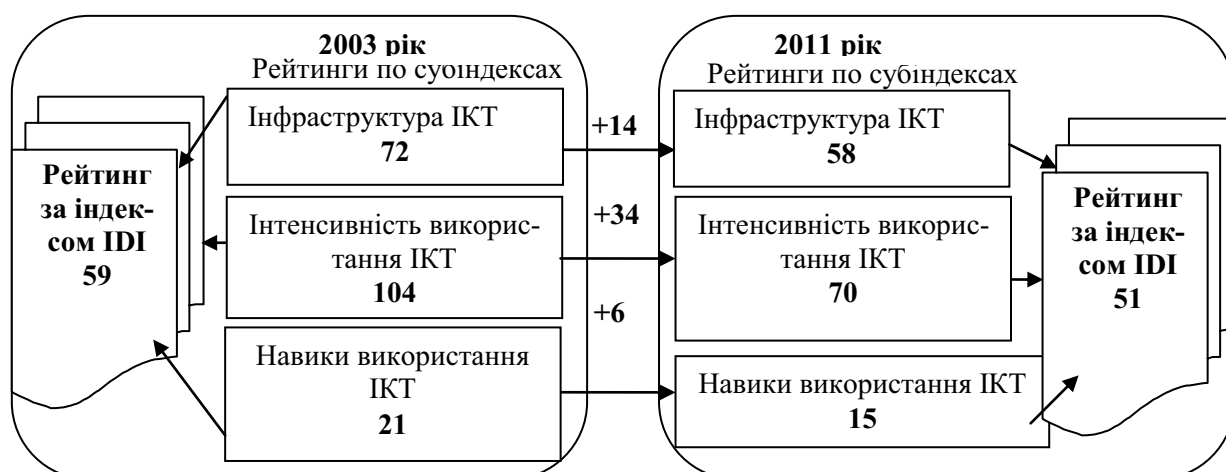 2003 рік
Рейтинги по субіндексах
Рейтинг
за індек-
сом IDI
59
Інфраструктура ІКТ
72
Інтенсивність викорис-
тання ІКТ
104
Навики використання
ІКТ
21
+14
+34
+6
2011 рік
Рейтинги по субіндексах
Інфраструктура ІКТ
58
Інтенсивність викорис-
тання ІКТ
70
Навики використання ІКТ
15
Рейтинг
за індек-
сом IDI
51